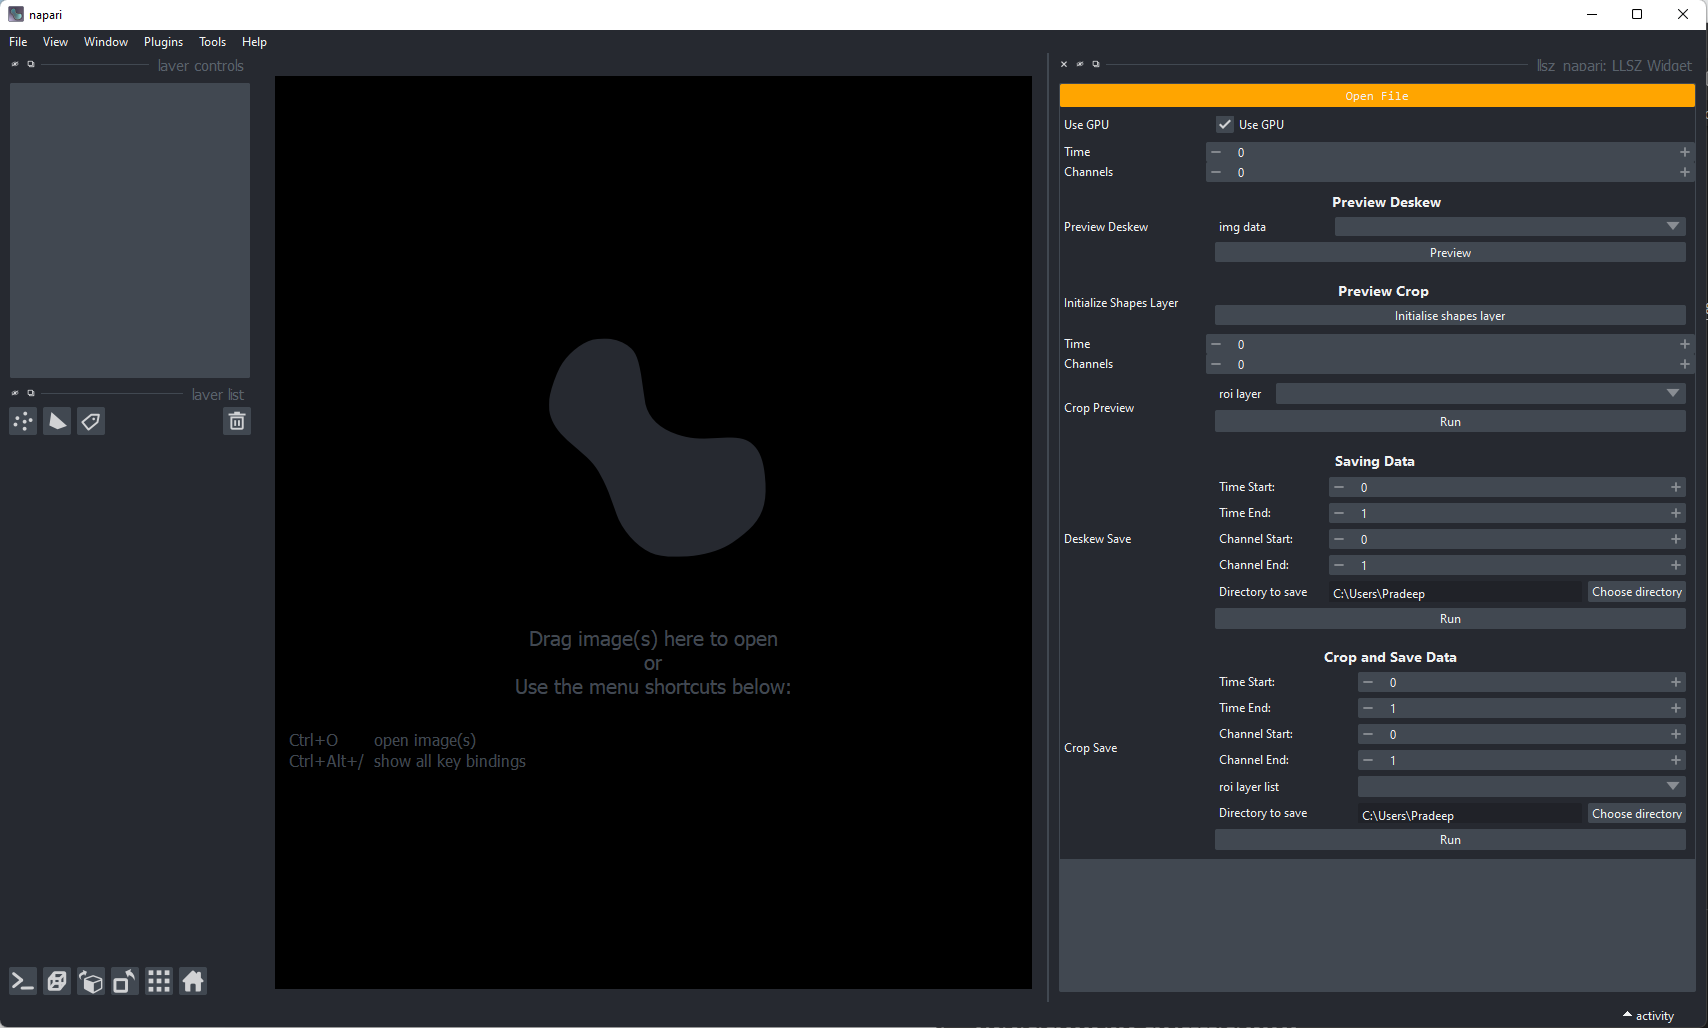 napari
File View Window Plugins Tools Help
layer controls
layer list
Drag image(s) here to open
or
Use the menu shortcuts below:
Ctrl+O open image(s)
Ctrl+Alt+/ show all key bindings
llsz_napari: LLSZ Widget
Open File
Use GPU Use GPU
Time 0
Channels 0
Preview Deskew
Preview Deskew img data
Preview
Preview Crop
Initialize Shapes Layer
Initialise shapes layer
Time 0
Channels 0
roi layer
Crop Preview
Run
Saving Data
Time Start: 0
Time End: 1
Deskew Save
Channel Start: 0
Channel End: 1
Directory to save C:\Users\Pradeep Choose directory
Run
Crop and Save Data
Time Start: 0
Time End: 1
Channel Start: 0
Crop Save
Channel End: 1
roi layer list
Directory to save C:\Users\Pradeep Choose directory
Run
activity